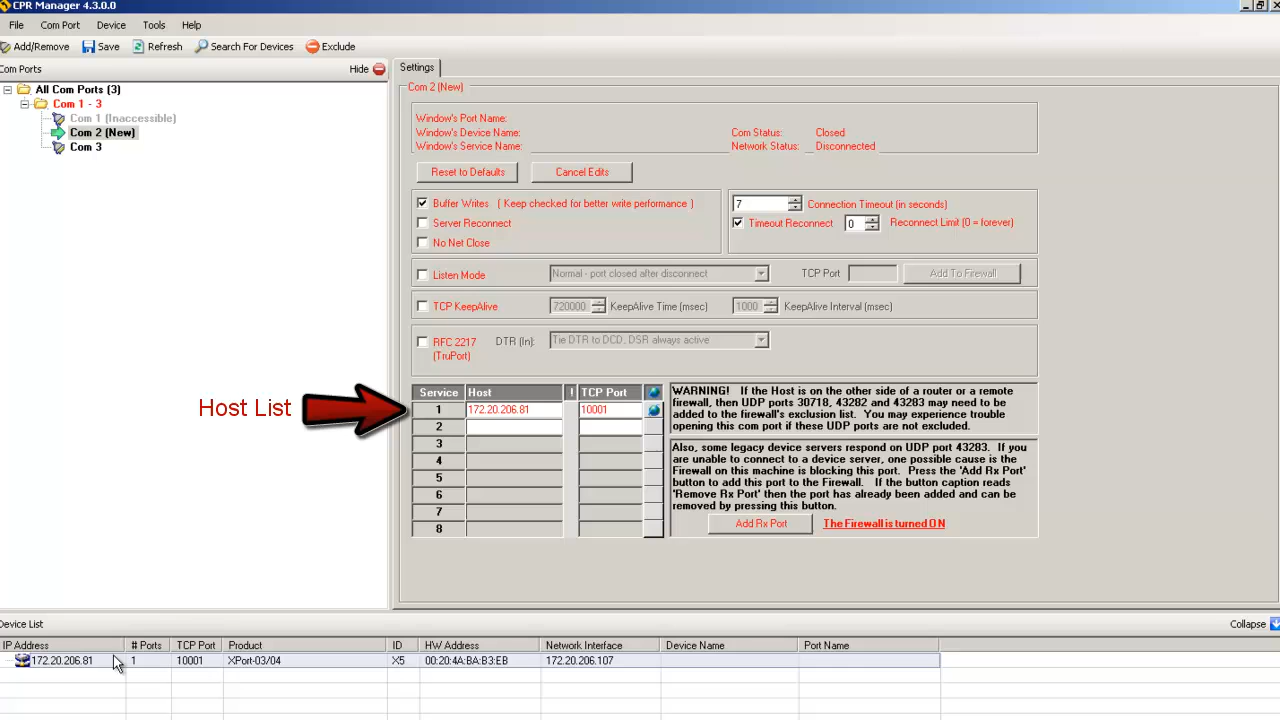 CPR Manager 4.3.0.0
File Com Port Device Tools Help
Add/Remove Save Refresh Search For Devices Exclude
Com Ports Hide
All Com Ports (3)
Com 1 - 3
Com 1 (Inaccessible)
Com 2 (New)
Com 3
Settings
Com 2 (New)
Window's Port Name:
Window's Device Name: Com Status: Closed
Window's Service Name: Network Status: Disconnected
Reset to Defaults Cancel Edits
Buffer Writes ( Keep checked for better write performance ) 7 Connection Timeout (in seconds)
Server Reconnect Timeout Reconnect 0 Reconnect Limit (0 = forever)
No Net Close
Listen Mode Normal - port closed after disconnect TCP Port Add To Firewall
TCP KeepAlive 720000 KeepAlive Time (msec) 1000 KeepAlive Interval (msec)
RFC 2217 DTR (In): Tie DTR to DCD, DSR always active
(TruPort)
Host List
Service Host ! TCP Port
1 172.20.206.81 10001
2
3
4
5
6
7
8
WARNING! If the Host is on the other side of a router or a remote
firewall, then UDP ports 30718, 43282 and 43283 may need to be
added to the firewall's exclusion list. You may experience trouble
opening this com port if these UDP ports are not excluded.
Also, some legacy device servers respond on UDP port 43283. If you
are unable to connect to a device server, one possible cause is the
Firewall on this machine is blocking this port. Press the 'Add Rx Port'
button to add this port to the Firewall. If the button caption reads
'Remove Rx Port' then the port has already been added and can be
removed by pressing this button.
Add Rx Port The Firewall is turned ON
Device List Collapse
IP Address # Ports TCP Port Product ID HW Address Network Interface Device Name Port Name
172.20.206.81 1 10001 XPort-03/04 X5 00:20:4A:BA:B3:EB 172.20.206.107